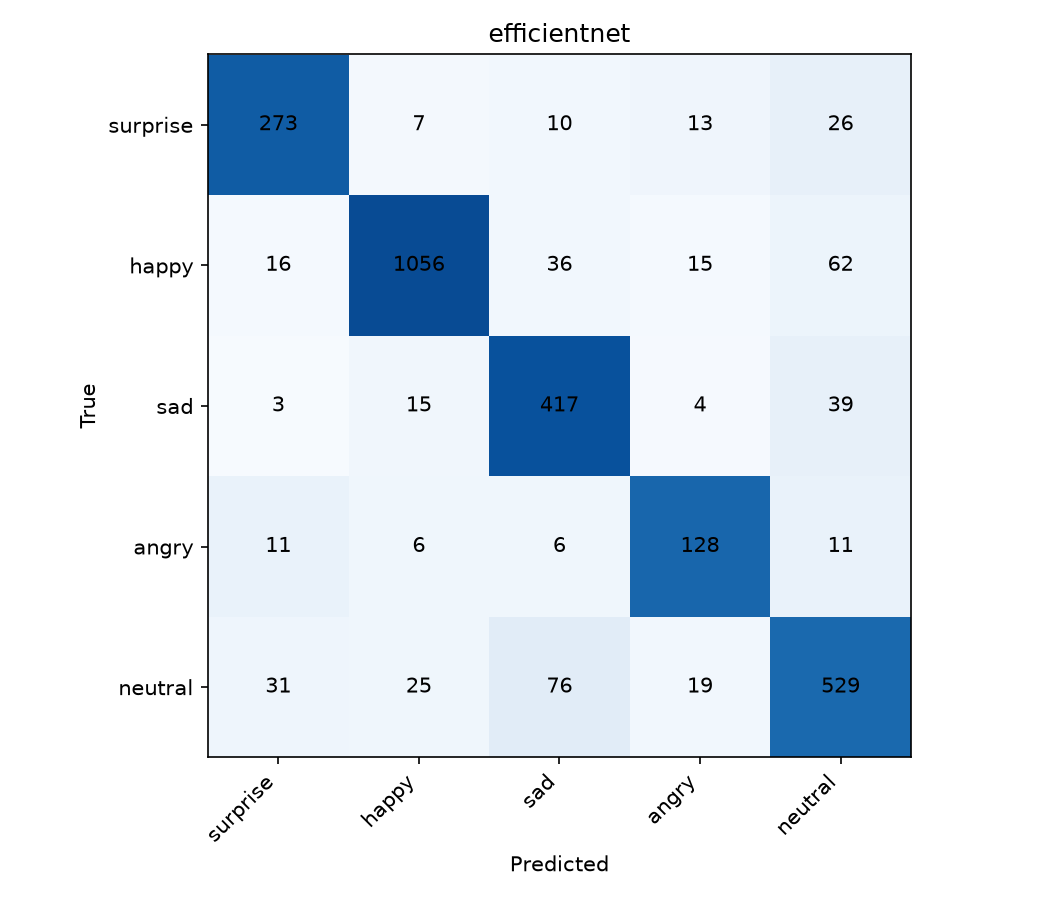 efficientnet
surprise 273 7 10 13 26
happy 16 1056 36 15 62
True
sad 3 15 417 4 39
angry 11 6 6 128 11
neutral 31 25 76 19 529
surprise happy sad angry neutral
Predicted